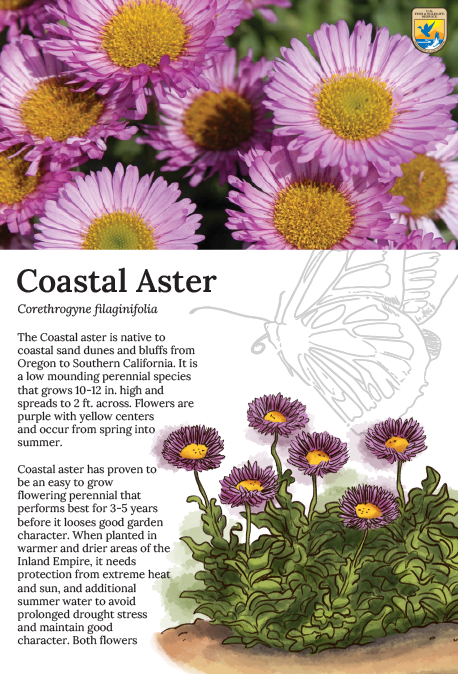 U.S.
FISH & WILDLIFE
SERVICE
Coastal Aster
Corethrogyne filaginifolia
The Coastal aster is native to
coastal sand dunes and bluffs from
Oregon to Southern California. It is
a low mounding perennial species
that grows 10-12 in. high and
spreads to 2 ft. across. Flowers are
purple with yellow centers
and occur from spring into
summer.
Coastal aster has proven to
be an easy to grow
flowering perennial that
performs best for 3-5 years
before it looses good garden
character. When planted in
warmer and drier areas of the
Inland Empire, it needs
protection from extreme heat
and sun, and additional
summer water to avoid
prolonged drought stress
and maintain good
character. Both flowers